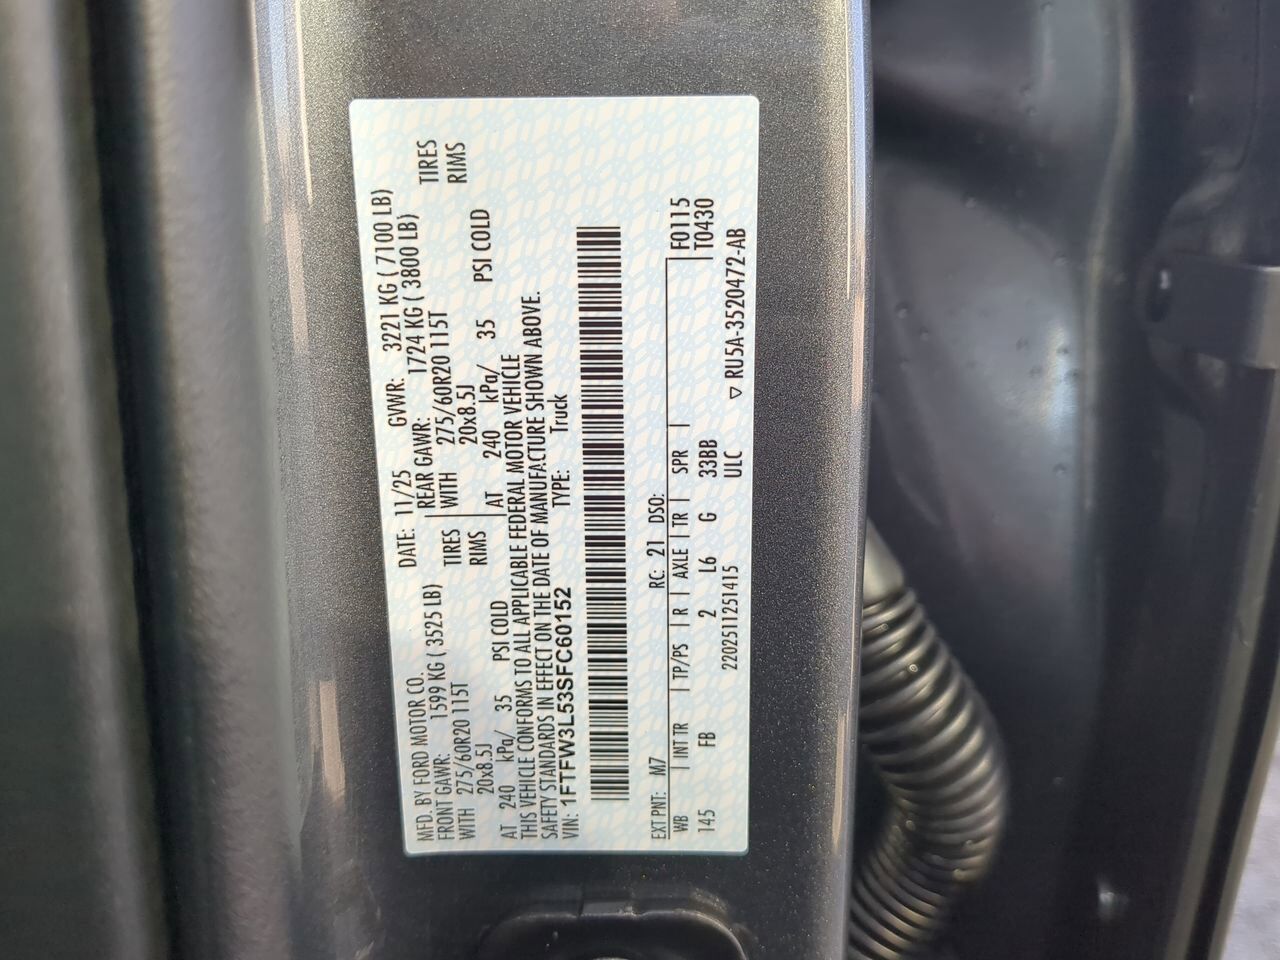 MFD. BY FORD MOTOR CO. DATE: 11/25 GVWR: 3221 KG ( 7100 LB)
FRONT GAWR: 1599 KG ( 3525 LB) REAR GAWR: 1724 KG ( 3800 LB)
WITH 275/60R20 115T TIRES WITH 275/60R20 115T TIRES
20x8.5J RIMS 20x8.5J RIMS
AT 240 kPa/ 35 PSI COLD AT 240 kPa/ 35 PSI COLD
THIS VEHICLE CONFORMS TO ALL APPLICABLE FEDERAL MOTOR VEHICLE
SAFETY STANDARDS IN EFFECT ON THE DATE OF MANUFACTURE SHOWN ABOVE.
VIN: 1FTFW3L53SFC60152 TYPE: Truck
EXT PNT: M7 RC: 21 DSO: F0115
WB INT TR TP/PS R AXLE TR SPR T0430
145 FB 2 L6 G 33BB
2202511251415 ULC ▽ RU5A-3520472-AB